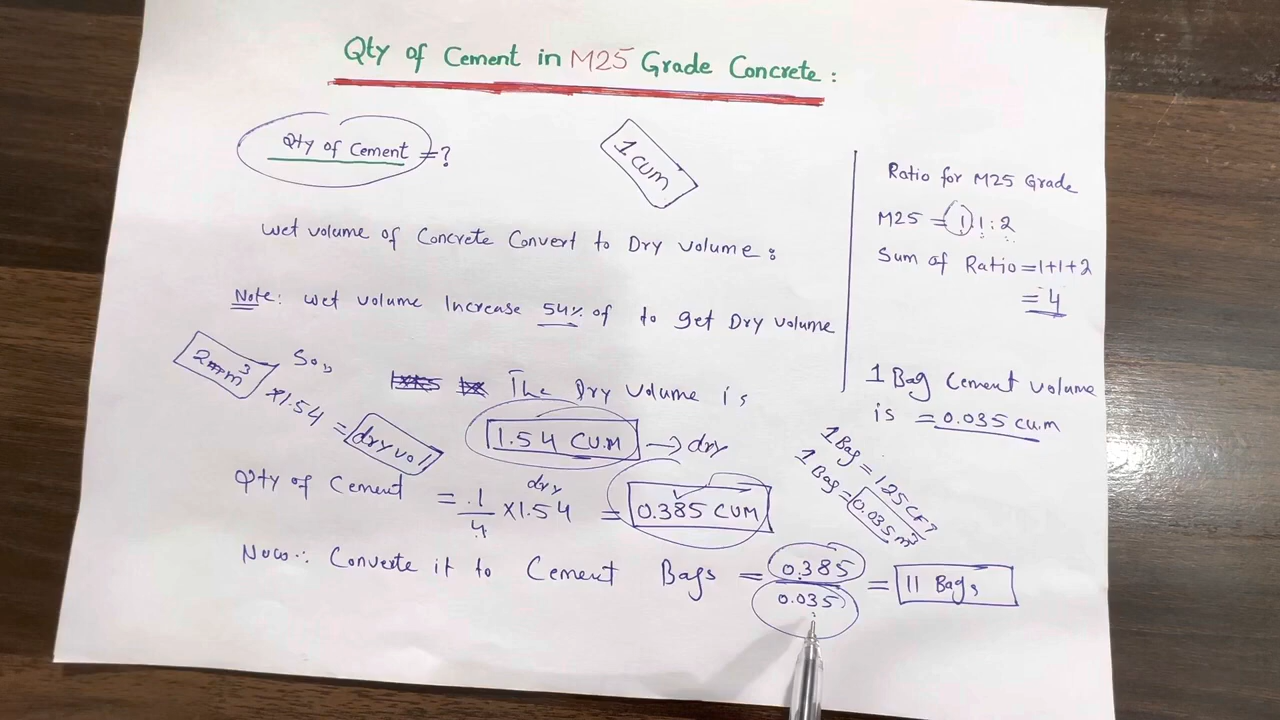 Qty of Cement in M25 Grade Concrete:
Qty of Cement = ?
1 CUM
Wet volume of Concrete Convert to Dry volume:
Note: Wet volume Increase 54% of to get Dry volume
So,,
The Dry Volume is
2 m³ × 1.54 = dry vol
1.54 CU.M → dry
Qty of Cement = 1/4 × 1.54 dry = 0.385 CUM
Now:. Converte it to Cement Bags = 0.385/0.035 = 11 Bags
Ratio for M25 Grade
M25 = 1:1:2
Sum of Ratio = 1+1+2
= 4
1 Bag Cement volume
is = 0.035 cu.m
1 Bag = 1.25 CFT
1 Bag = 0.035 m³